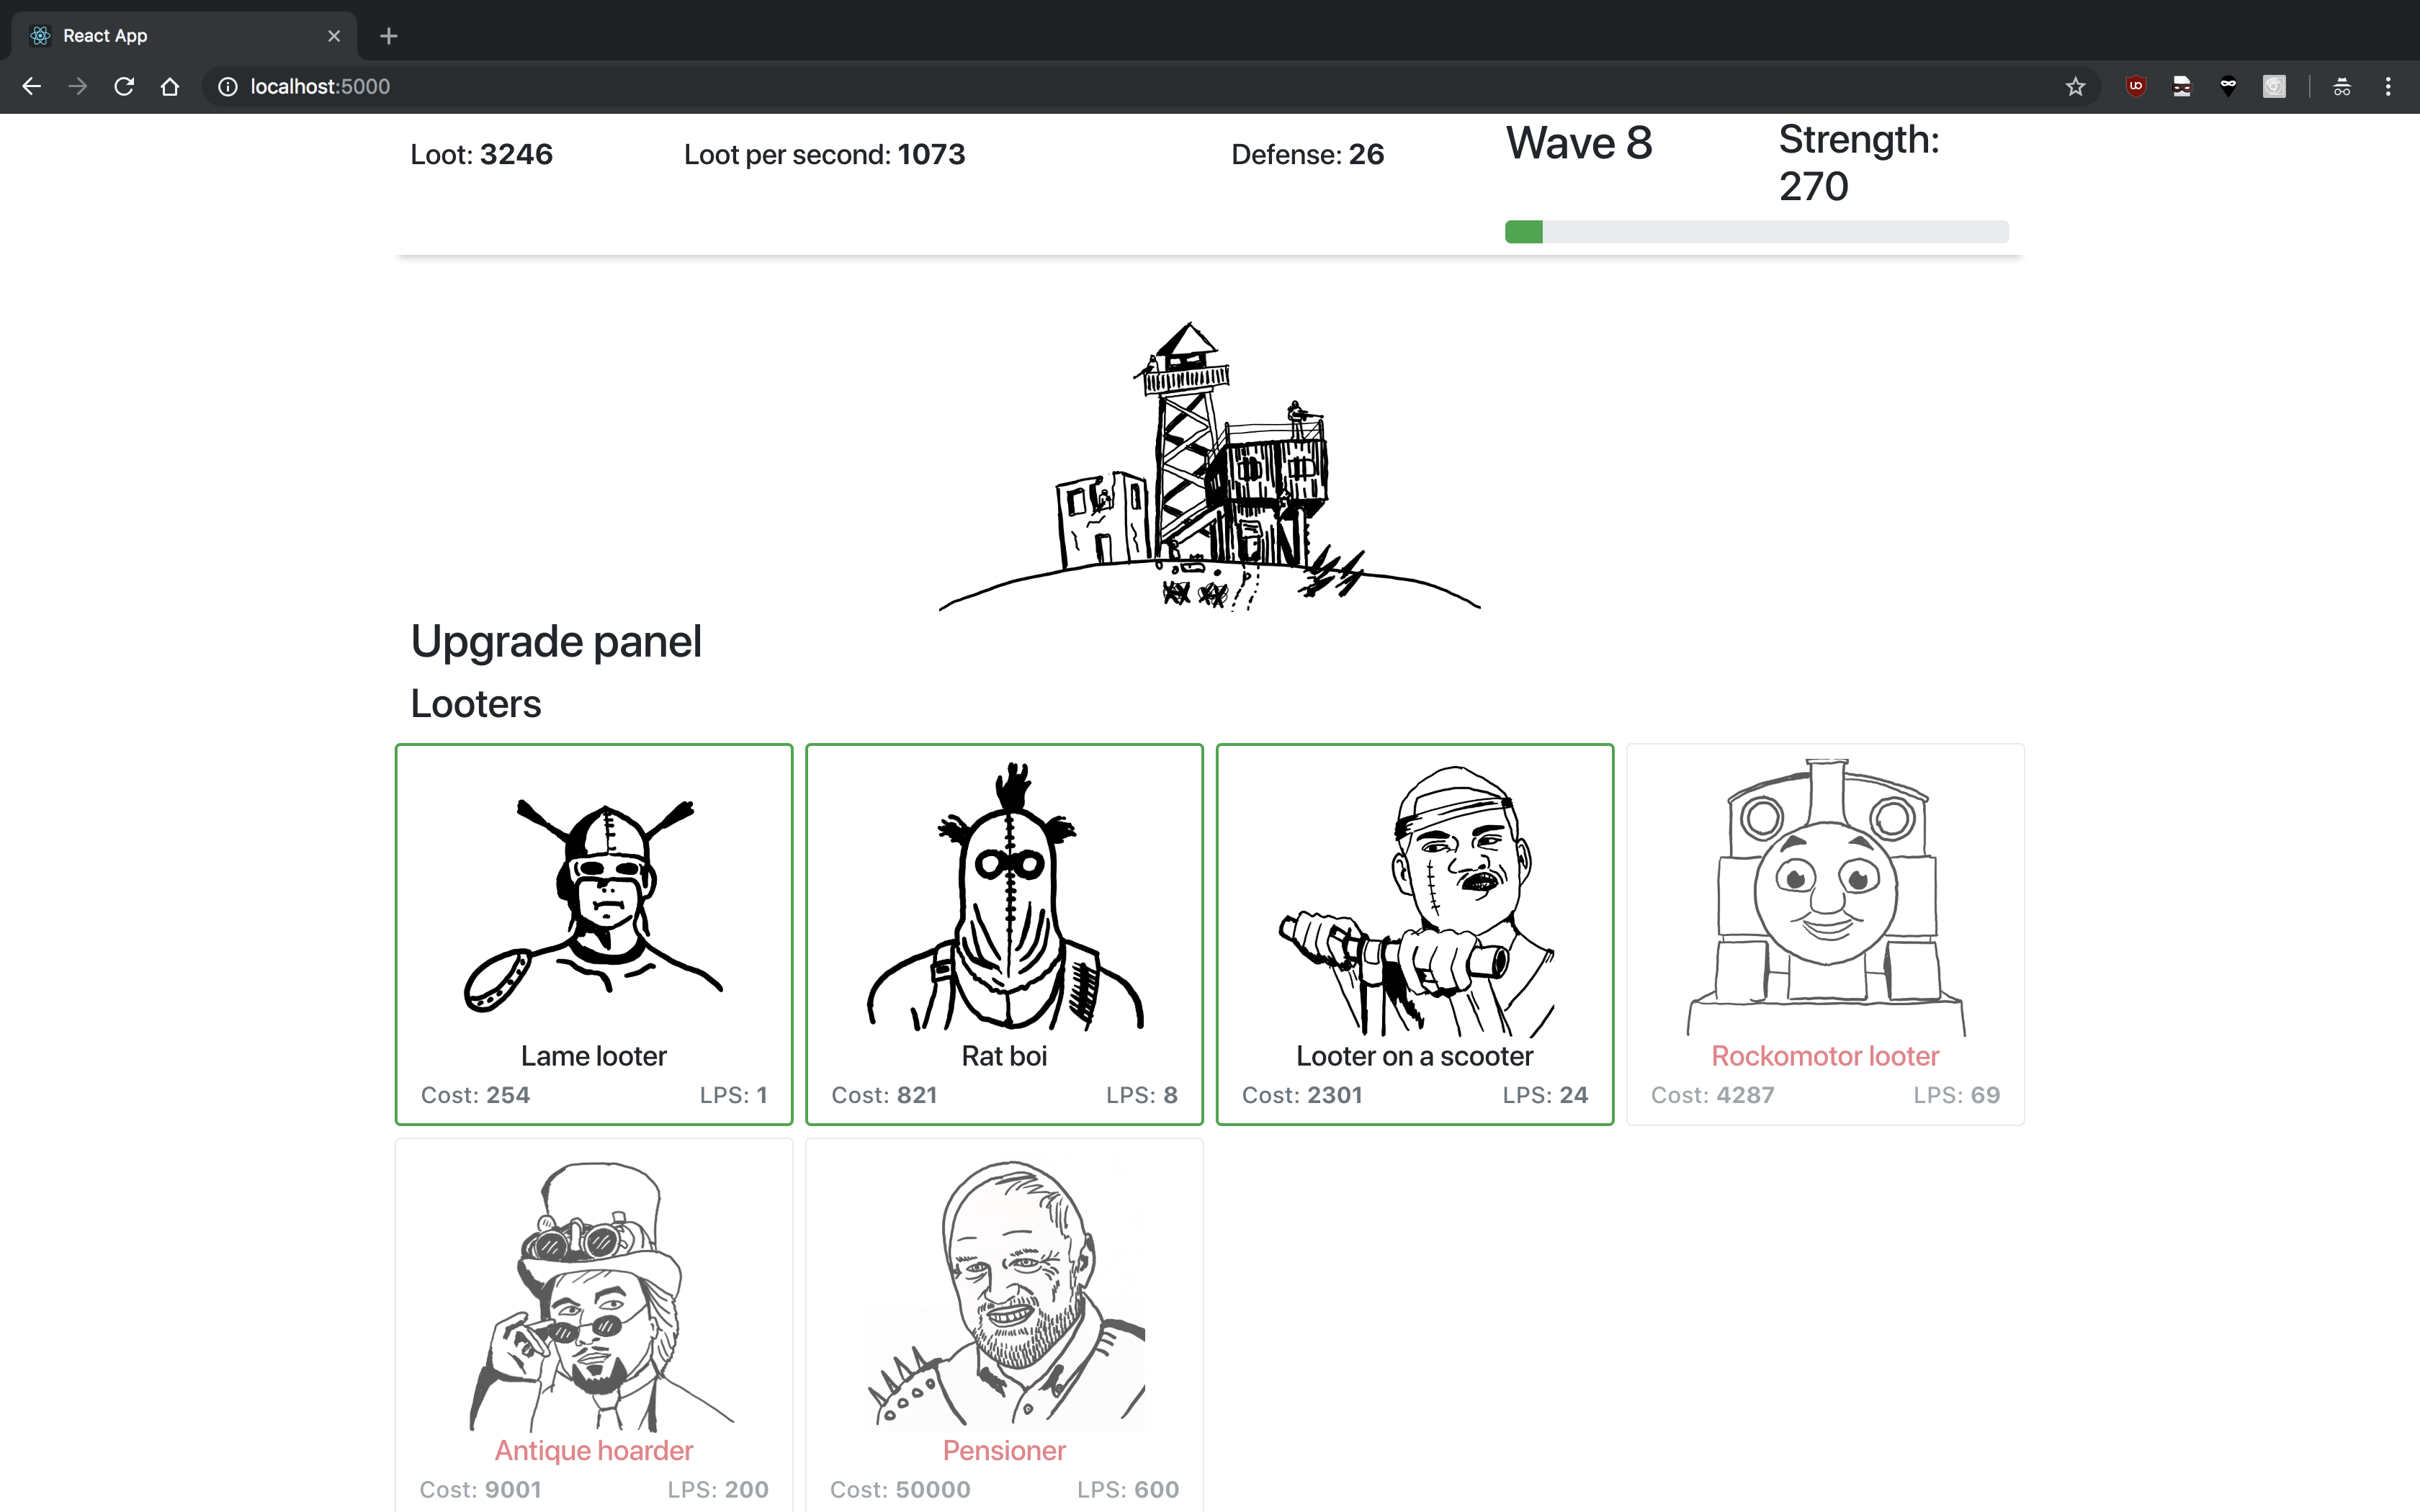 React App
localhost:5000
Loot: 3246
Loot per second: 1073
Defense: 26
Wave 8
Strength:
270
Upgrade panel
Looters
Lame looter
Cost: 254 LPS: 1
Rat boi
Cost: 821 LPS: 8
Looter on a scooter
Cost: 2301 LPS: 24
Rockomotor looter
Cost: 4287 LPS: 69
Antique hoarder
Cost: 9001 LPS: 200
Pensioner
Cost: 50000 LPS: 600